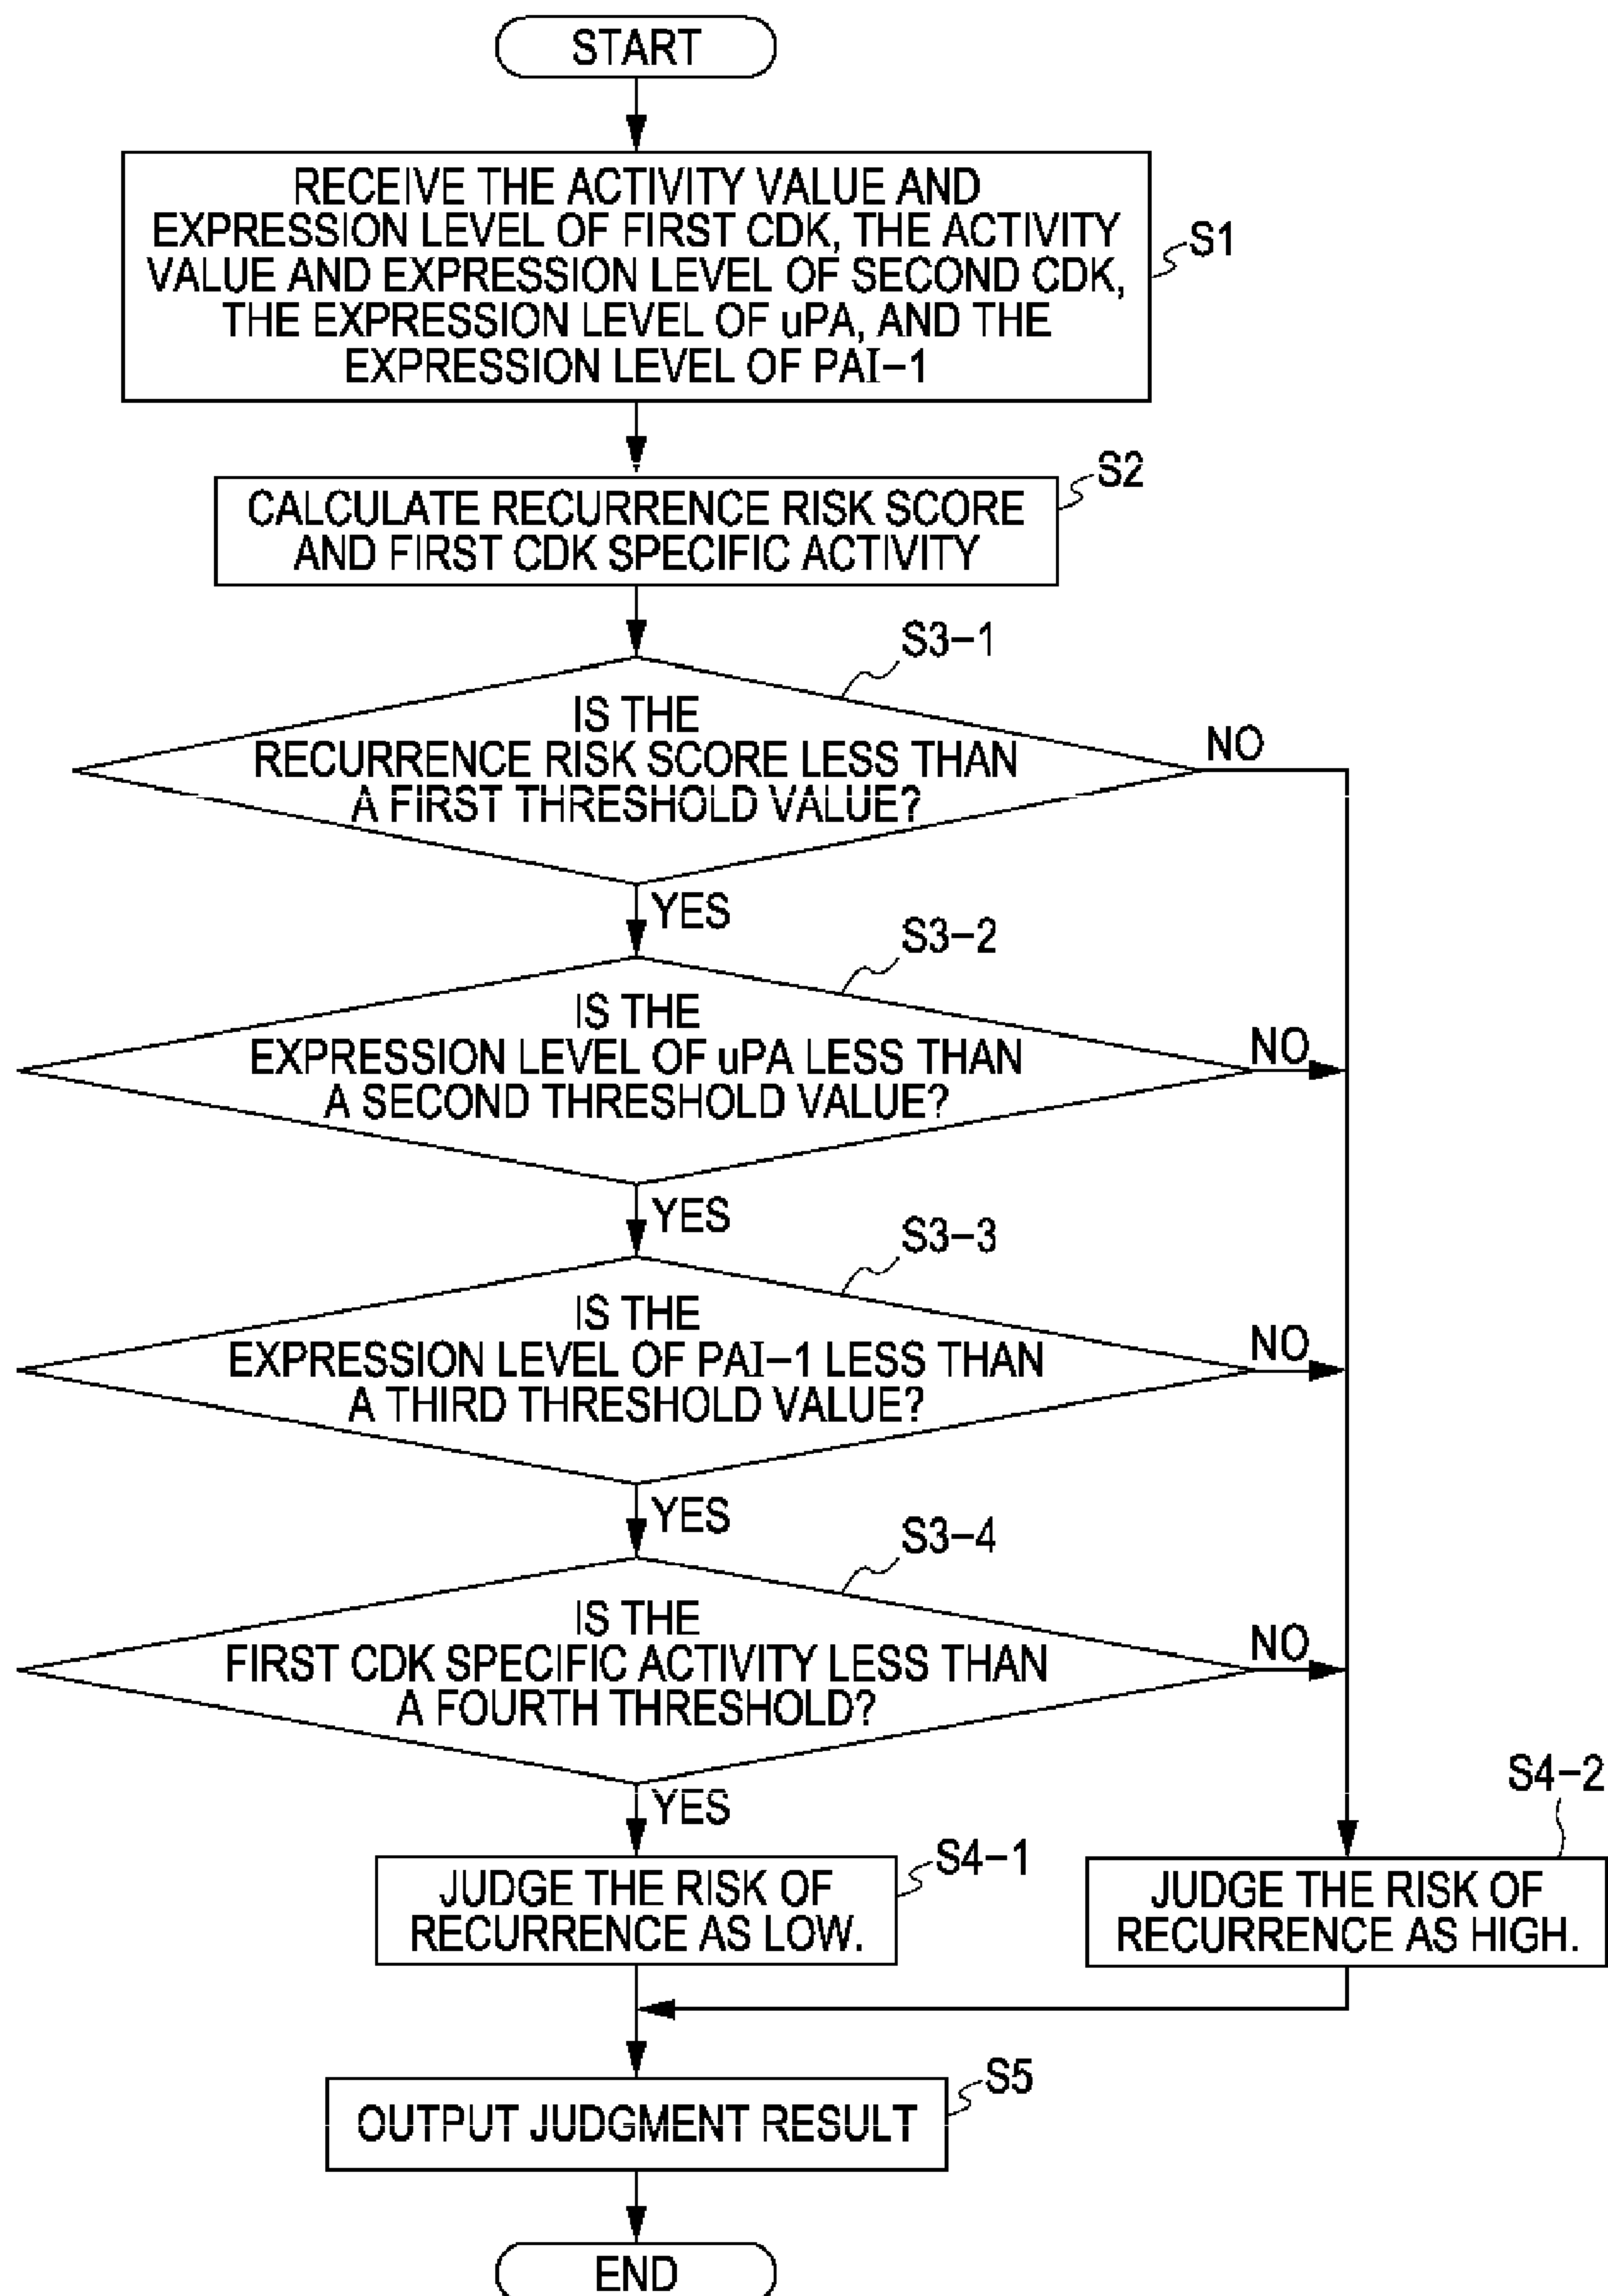 START
RECEIVE THE ACTIVITY VALUE AND
EXPRESSION LEVEL OF FIRST CDK, THE ACTIVITY
VALUE AND EXPRESSION LEVEL OF SECOND CDK,
THE EXPRESSION LEVEL OF uPA, AND THE
EXPRESSION LEVEL OF PAI-1
S1
CALCULATE RECURRENCE RISK SCORE
AND FIRST CDK SPECIFIC ACTIVITY
S2
S3-1
IS THE
RECURRENCE RISK SCORE LESS THAN
A FIRST THRESHOLD VALUE?
NO
YES
S3-2
IS THE
EXPRESSION LEVEL OF uPA LESS THAN
A SECOND THRESHOLD VALUE?
NO
YES
S3-3
IS THE
EXPRESSION LEVEL OF PAI-1 LESS THAN
A THIRD THRESHOLD VALUE?
NO
YES
S3-4
IS THE
FIRST CDK SPECIFIC ACTIVITY LESS THAN
A FOURTH THRESHOLD?
NO
YES
S4-1
JUDGE THE RISK OF
RECURRENCE AS LOW.
S4-2
JUDGE THE RISK OF
RECURRENCE AS HIGH.
S5
OUTPUT JUDGMENT RESULT
END